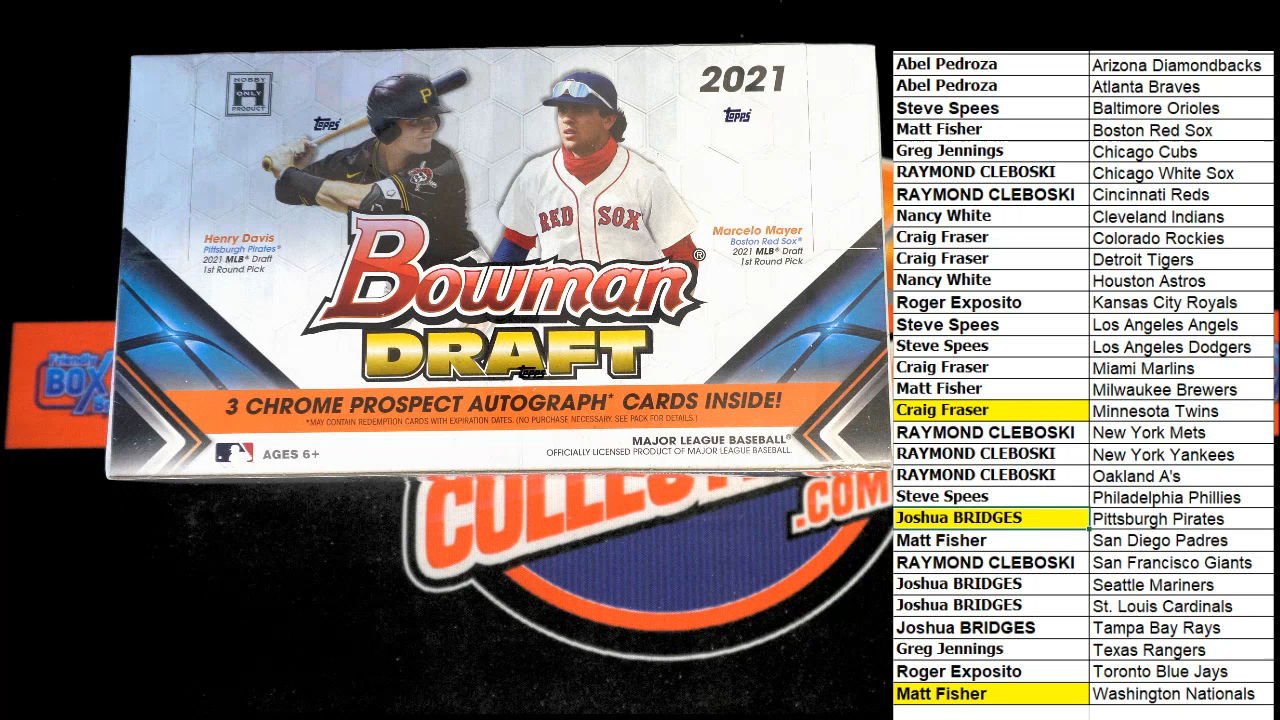 HOBBY
ONLY
PRODUCT
2021
Topps
Topps
P
RED SOX
Henry Davis
Pittsburgh Pirates®
2021 MLB® Draft
1st Round Pick
Marcelo Mayer
Boston Red Sox®
2021 MLB® Draft
1st Round Pick
Bowman®
DRAFT
Topps
3 CHROME PROSPECT AUTOGRAPH* CARDS INSIDE!
*MAY CONTAIN REDEMPTION CARDS WITH EXPIRATION DATES. (NO PURCHASE NECESSARY. SEE PACK FOR DETAILS.)
AGES 6+
MAJOR LEAGUE BASEBALL®
OFFICIALLY LICENSED PRODUCT OF MAJOR LEAGUE BASEBALL.
Friendly
BOX
.COM
Abel Pedroza Arizona Diamondbacks
Abel Pedroza Atlanta Braves
Steve Spees Baltimore Orioles
Matt Fisher Boston Red Sox
Greg Jennings Chicago Cubs
RAYMOND CLEBOSKI Chicago White Sox
RAYMOND CLEBOSKI Cincinnati Reds
Nancy White Cleveland Indians
Craig Fraser Colorado Rockies
Craig Fraser Detroit Tigers
Nancy White Houston Astros
Roger Exposito Kansas City Royals
Steve Spees Los Angeles Angels
Steve Spees Los Angeles Dodgers
Craig Fraser Miami Marlins
Matt Fisher Milwaukee Brewers
Craig Fraser Minnesota Twins
RAYMOND CLEBOSKI New York Mets
RAYMOND CLEBOSKI New York Yankees
RAYMOND CLEBOSKI Oakland A's
Steve Spees Philadelphia Phillies
Joshua BRIDGES Pittsburgh Pirates
Matt Fisher San Diego Padres
RAYMOND CLEBOSKI San Francisco Giants
Joshua BRIDGES Seattle Mariners
Joshua BRIDGES St. Louis Cardinals
Joshua BRIDGES Tampa Bay Rays
Greg Jennings Texas Rangers
Roger Exposito Toronto Blue Jays
Matt Fisher Washington Nationals